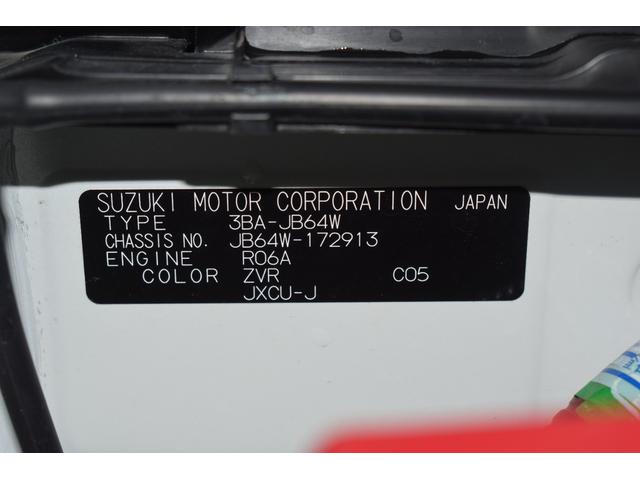 SUZUKI MOTOR CORPORATION JAPAN
TYPE 3BA-JB64W
CHASSIS NO. JB64W-172913
ENGINE R06A
COLOR ZVR C05
JXCU-J